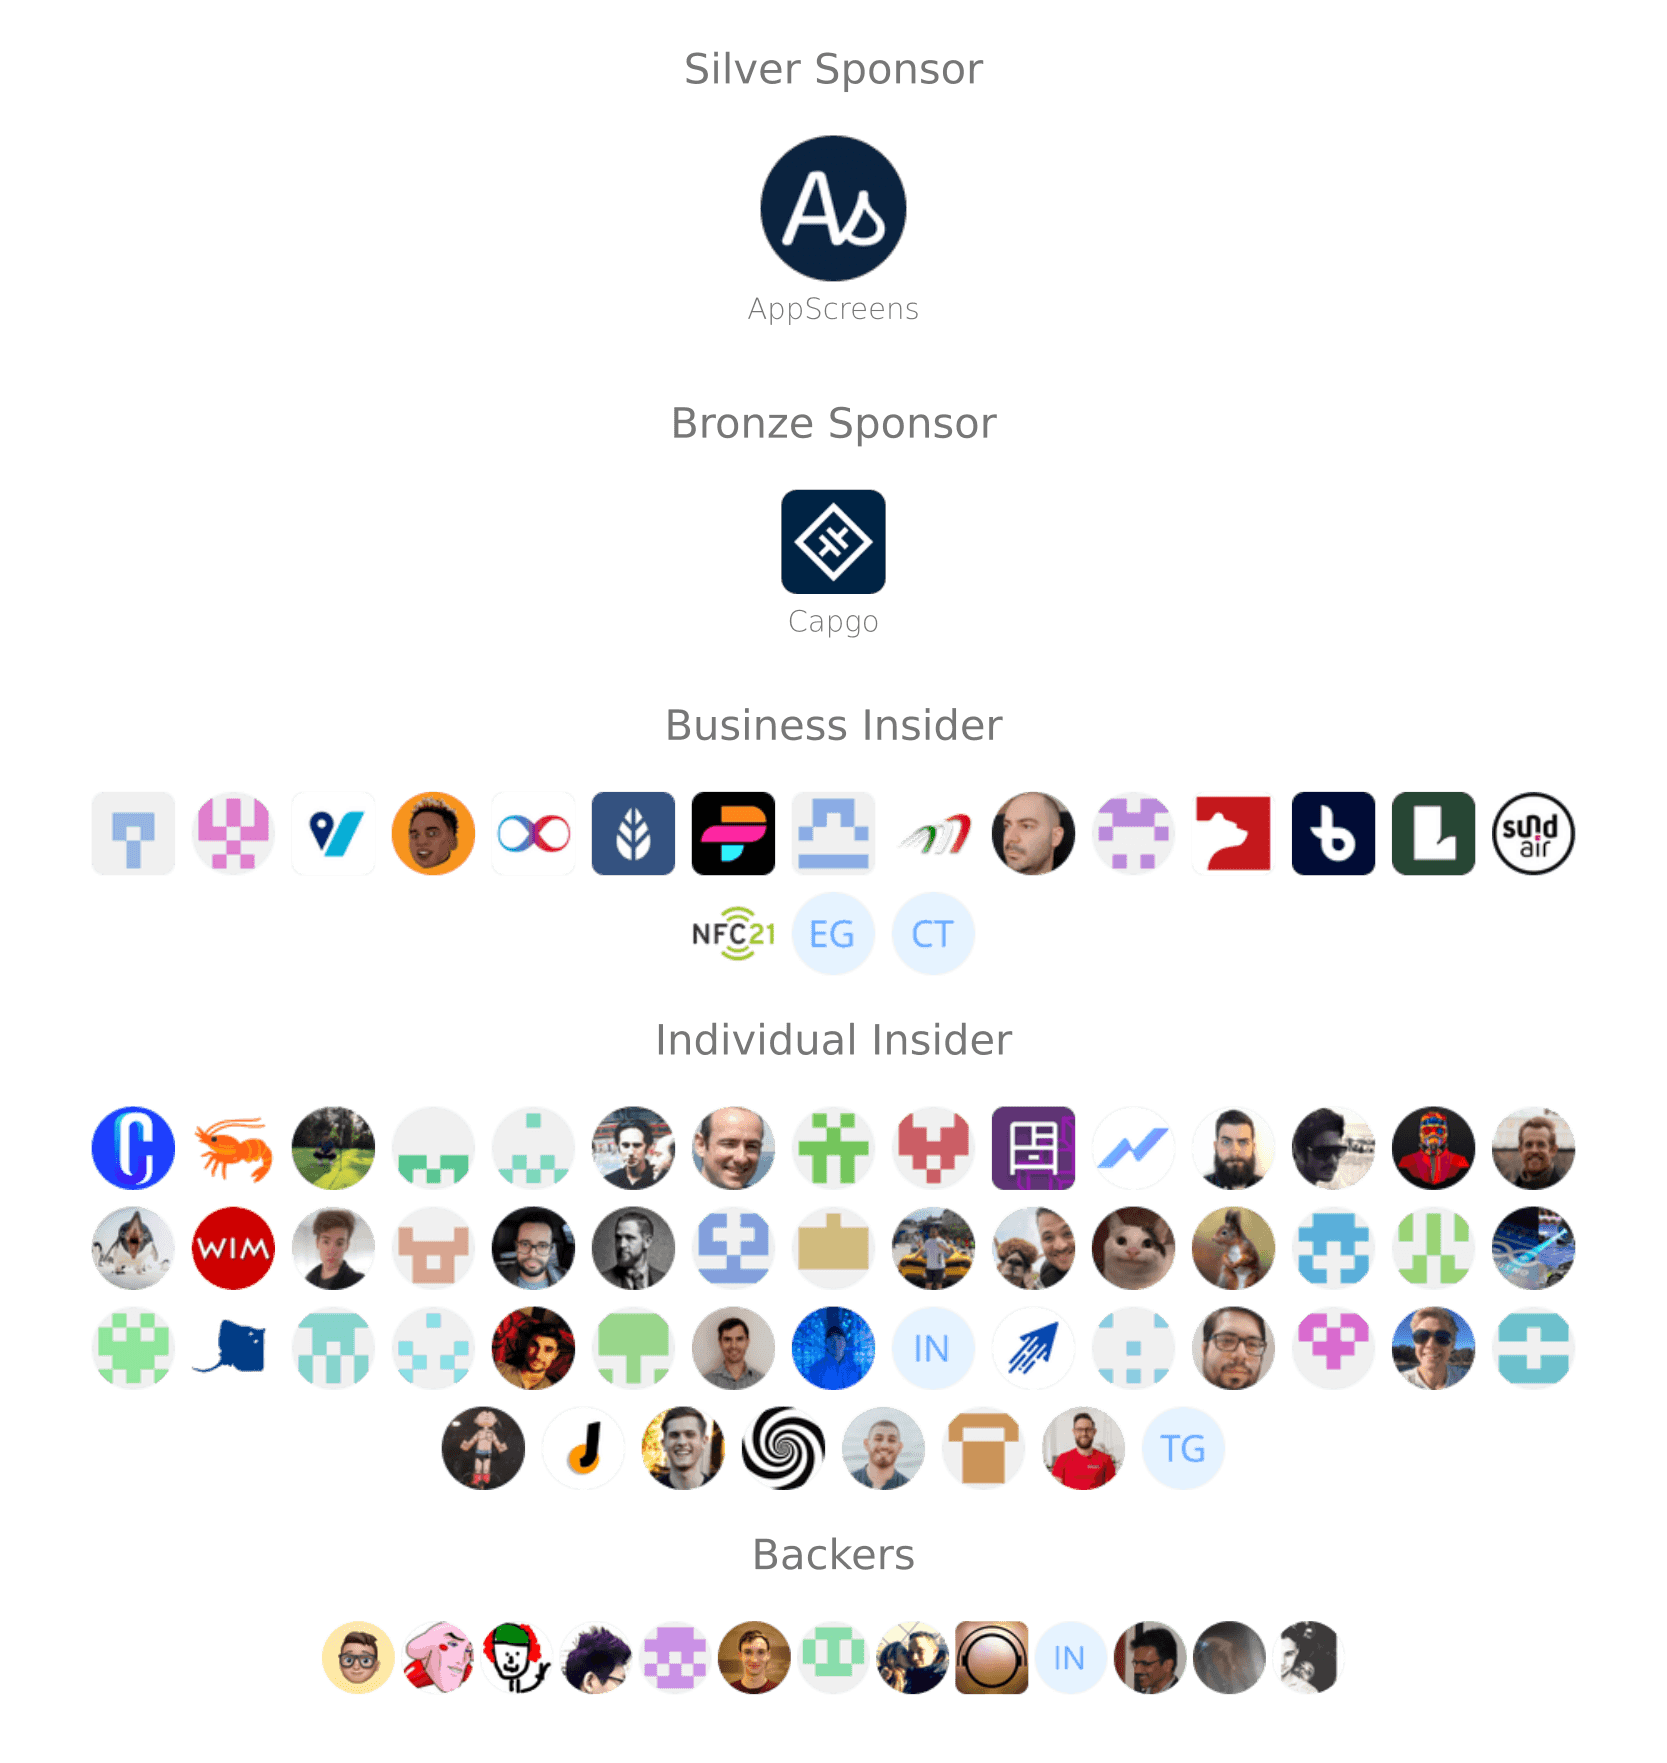 Silver Sponsor
As
AppScreens
Bronze Sponsor
Capgo
Business Insider
sund
air
NFC21
EG
CT
Individual Insider
WIM
IN
TG
Backers
IN